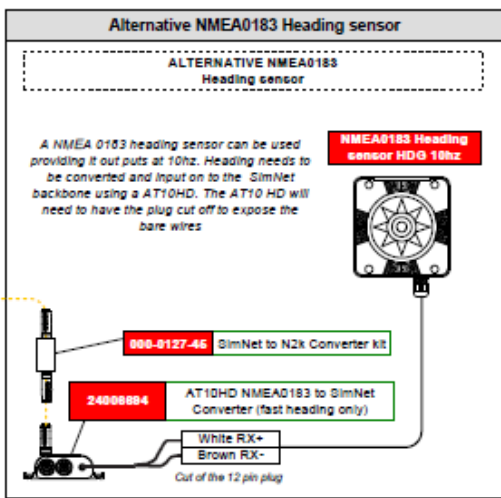 Alternative NMEA0183 Heading sensor
ALTERNATIVE NMEA0183
Heading sensor
A NMEA 0183 heading sensor can be used
providing it out puts at 10hz. Heading needs to
be converted and input on to the SimNet
backbone using a AT10HD. The AT10 HD will
need to have the plug cut off to expose the
bare wires
NMEA0183 Heading
sensor HDG 10hz
000-0127-45 SimNet to N2k Converter kit
24006694 AT10HD NMEA0183 to SimNet
Converter (fast heading only)
White RX+
Brown RX-
Cut of the 12 pin plug